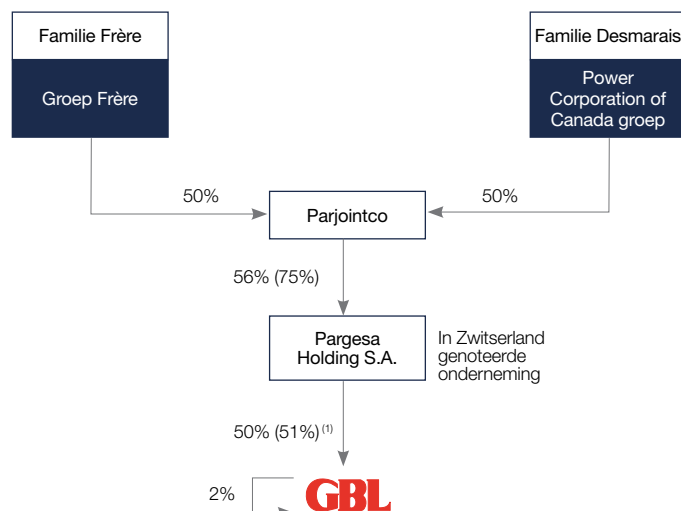 Familie Frère
Groep Frère
Familie Desmarais
Power
Corporation of
Canada groep
50%
50%
Parjointco
56% (75%)
Pargesa
Holding S.A.
In Zwitserland
genoteerde
onderneming
50% (51%) (1)
2%
GBL